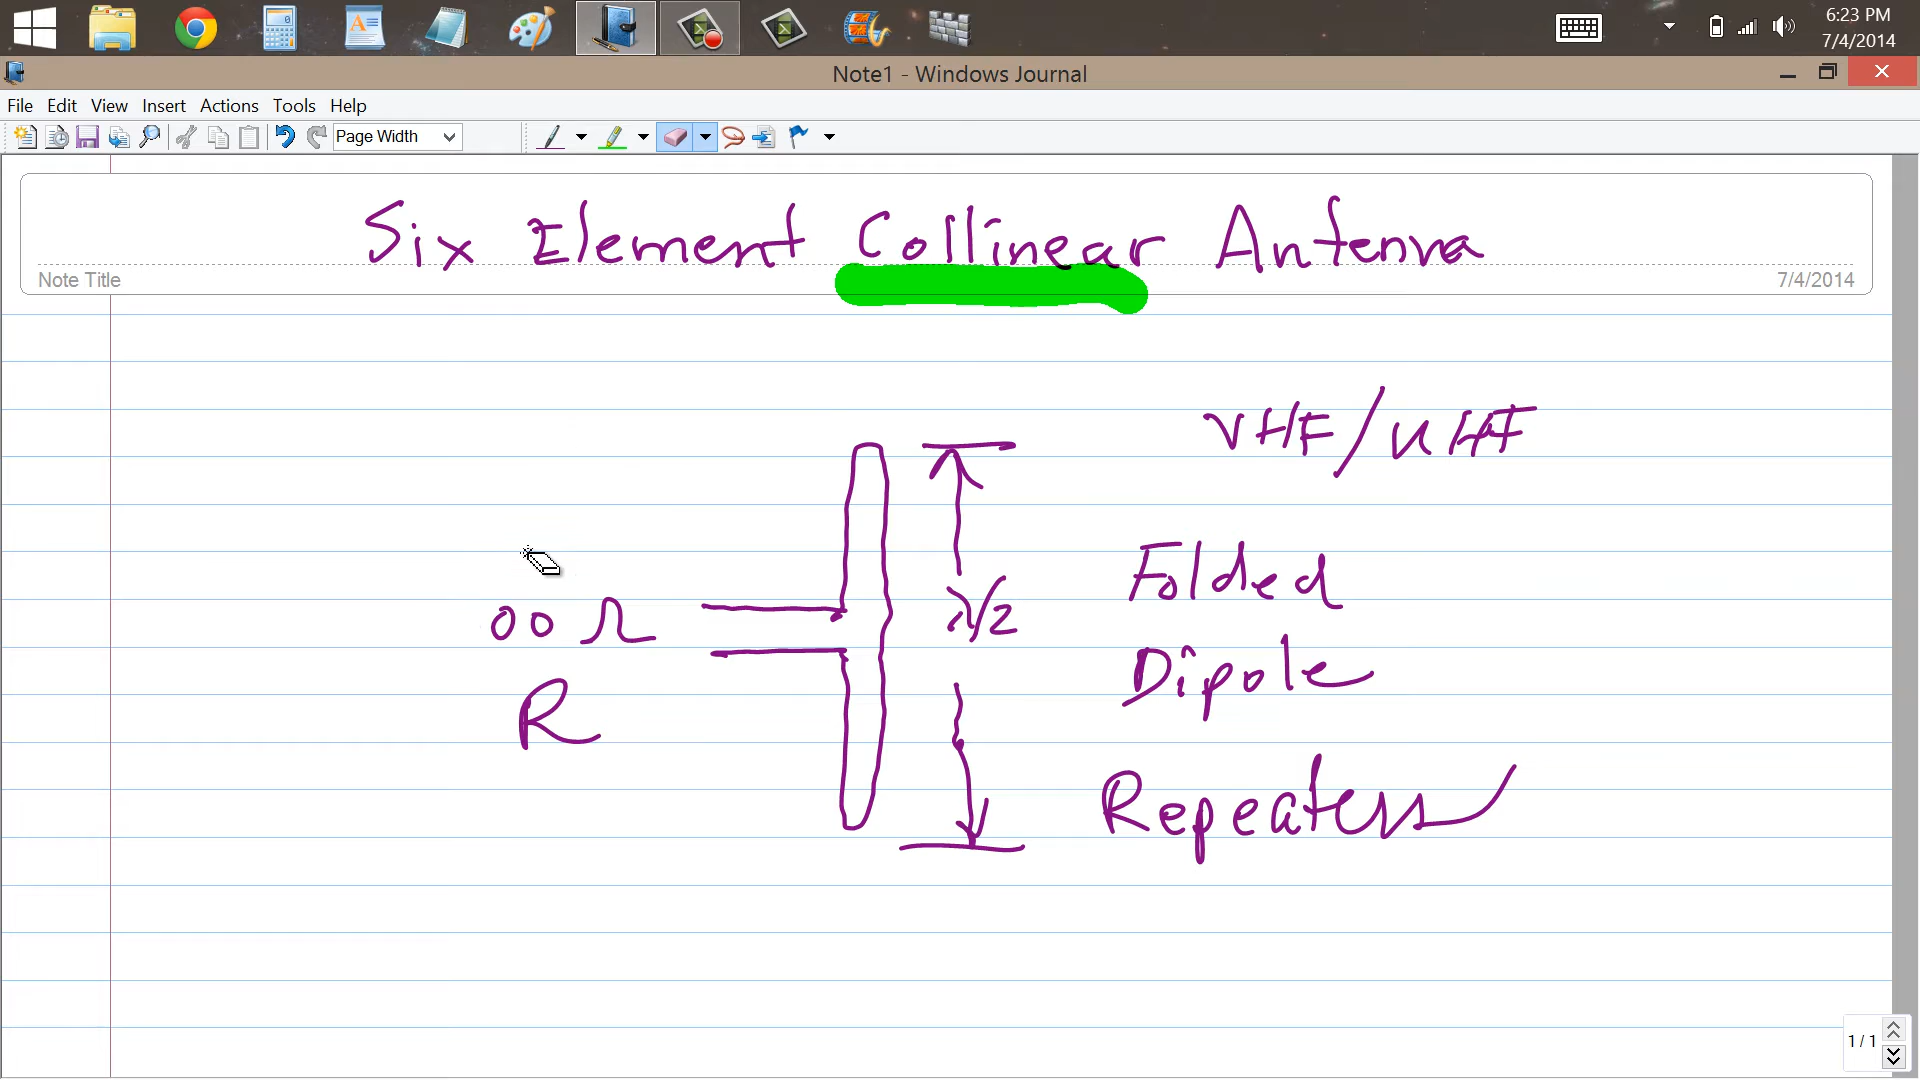 6:23 PM
7/4/2014
Note1 - Windows Journal
File Edit View Insert Actions Tools Help
Page Width
Six Element Collinear Antenna
Note Title
7/4/2014
VHF/UHF
Folded
00 Ω
λ/2
Dipole
R
Repeaters
1 / 1